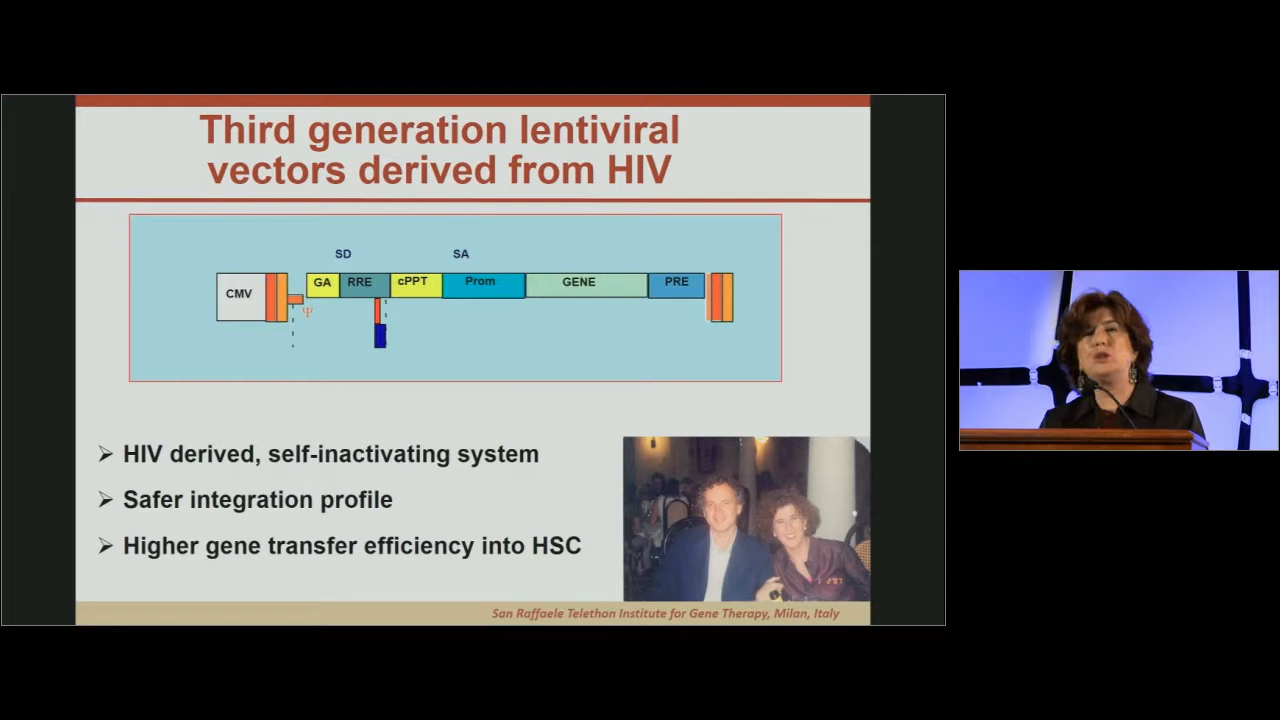 Third generation lentiviral
vectors derived from HIV
SD SA
CMV GA RRE cPPT Prom GENE PRE
Ψ
➢ HIV derived, self-inactivating system
➢ Safer integration profile
➢ Higher gene transfer efficiency into HSC
San Raffaele Telethon Institute for Gene Therapy, Milan, Italy